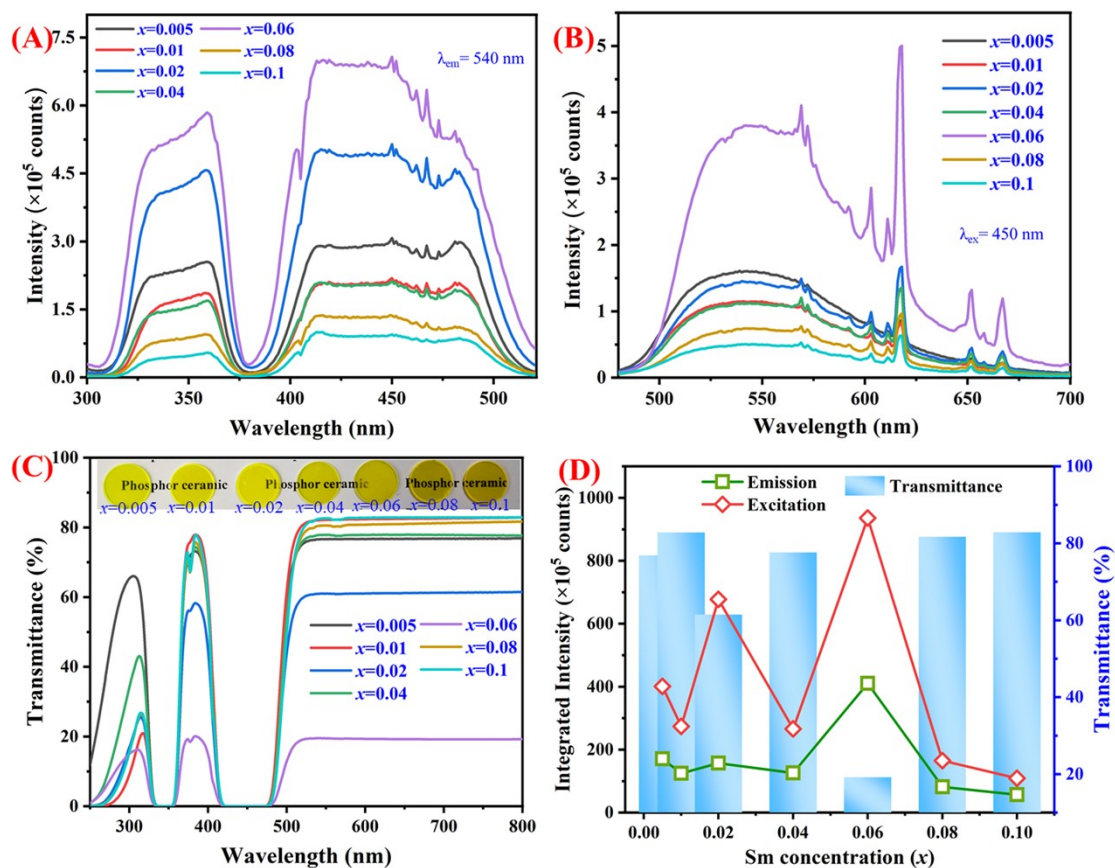 (A)
x=0.005 x=0.06
x=0.01 x=0.08
x=0.02 x=0.1
x=0.04
λem = 540 nm
Intensity (×10⁵ counts)
7.5
6.0
4.5
3.0
1.5
0.0
300 350 400 450 500
Wavelength (nm)
(B)
x=0.005
x=0.01
x=0.02
x=0.04
x=0.06
x=0.08
x=0.1
λex= 450 nm
Intensity (×10⁵ counts)
5
4
3
2
1
0
500 550 600 650 700
Wavelength (nm)
(C)
Phosphor ceramic Phosphor ceramic Phosphor ceramic
x=0.005 x=0.01 x=0.02 x=0.04 x=0.06 x=0.08 x=0.1
x=0.005 x=0.06
x=0.01 x=0.08
x=0.02 x=0.1
x=0.04
Transmittance (%)
100
80
60
40
20
0
300 400 500 600 700 800
Wavelength (nm)
(D)
Emission
Excitation
Transmittance
Integrated Intensity (×10⁵ counts)
1000
800
600
400
200
0
0.00 0.02 0.04 0.06 0.08 0.10
Sm concentration (x)
100
80
60
40
20
Transmittance (%)